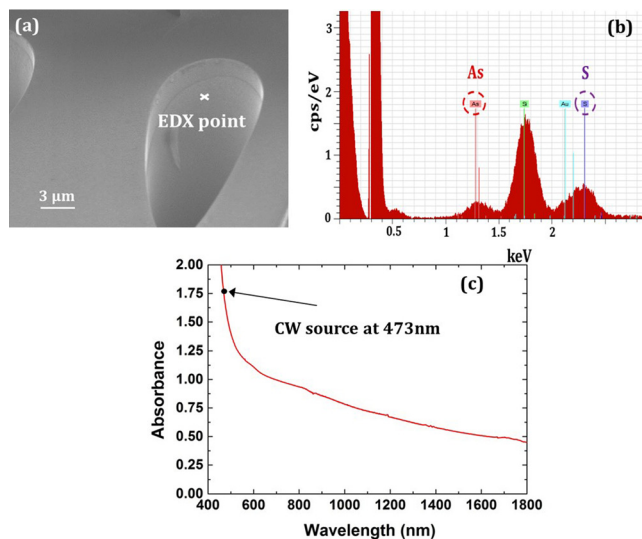 (a)
EDX point
3 μm
(b)
As
S
As
Si
Au
S
cps/eV
3
2
1
0
0.5
1
2
keV
(c)
CW source at 473nm
Absorbance
2.00
1.75
1.50
1.25
1.00
0.75
0.50
0.25
0.00
400
600
800
1000
1200
1400
1600
1800
Wavelength (nm)